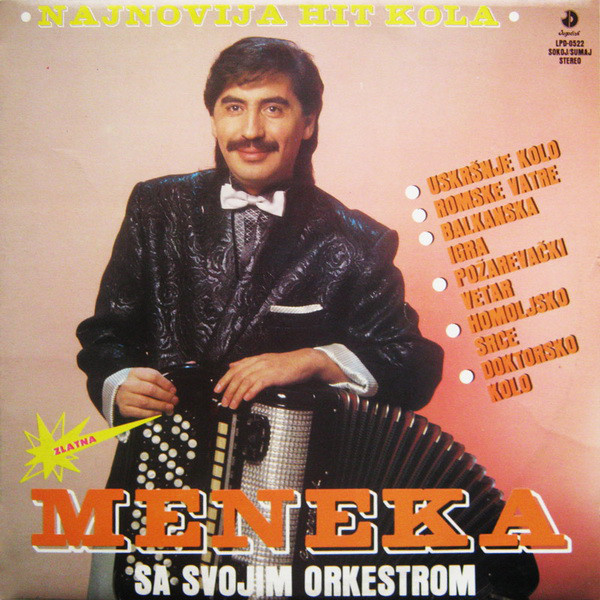 • NAJNOVIJA HIT KOLA •
Jugodisk
LPD-0522
SOKOJ/SUMAJ
STEREO
• USKRŠNJE KOLO
• ROMSKE VATRE
• BALKANSKA
IGRA
• POŽAREVAČKI
VETAR
• HOMOLJSKO
SRCE
• DOKTORSKO
KOLO
ZLATNA
MENEKA
SA SVOJIM ORKESTROM